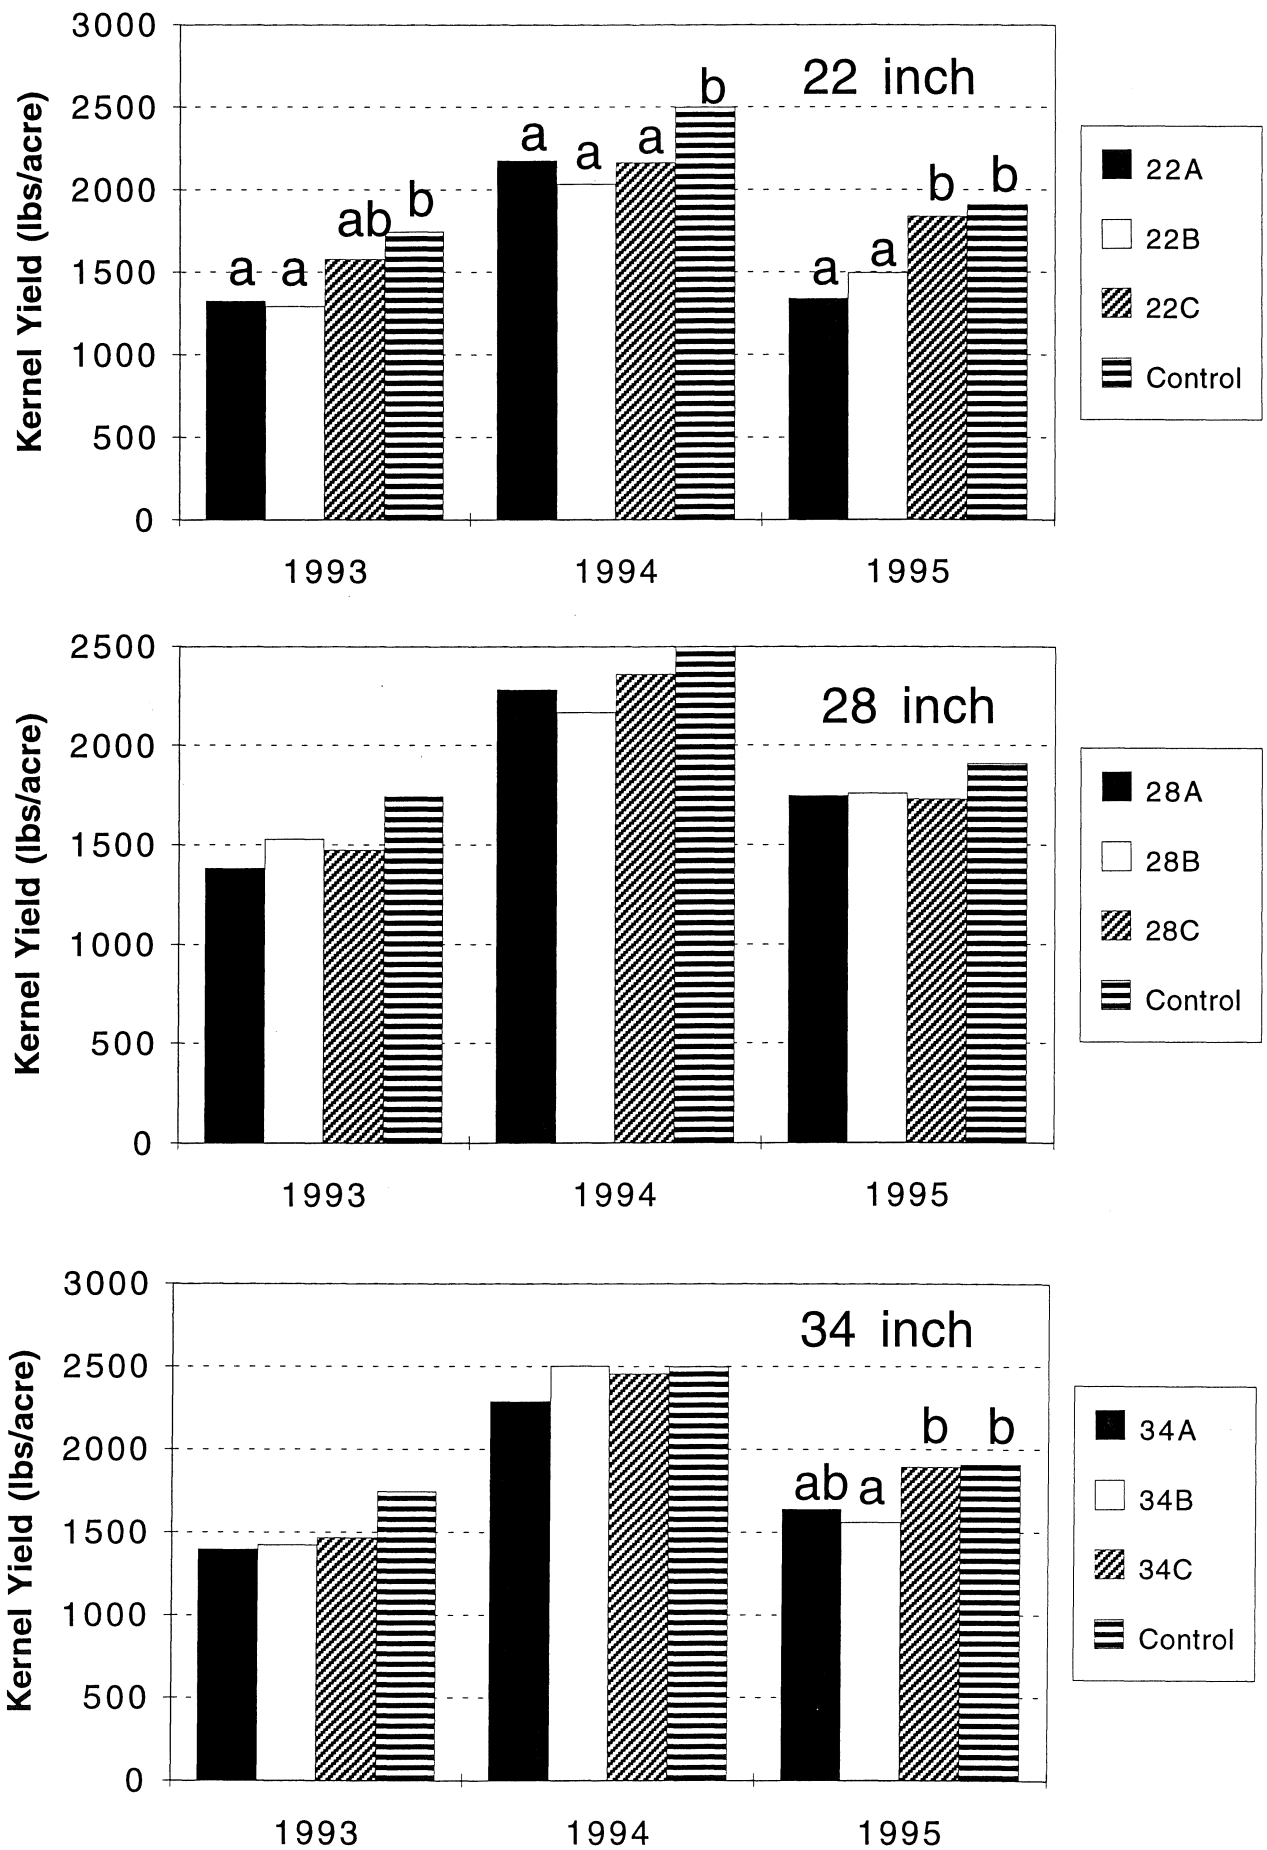 3000
2500
2000
1500
1000
500
0
Kernel Yield (lbs/acre)
22 inch
a a ab b
a a a b
a a b b
1993 1994 1995
22A
22B
22C
Control
2500
2000
1500
1000
500
0
Kernel Yield (lbs/acre)
28 inch
1993 1994 1995
28A
28B
28C
Control
3000
2500
2000
1500
1000
500
0
Kernel Yield (lbs/acre)
34 inch
ab a b b
1993 1994 1995
34A
34B
34C
Control